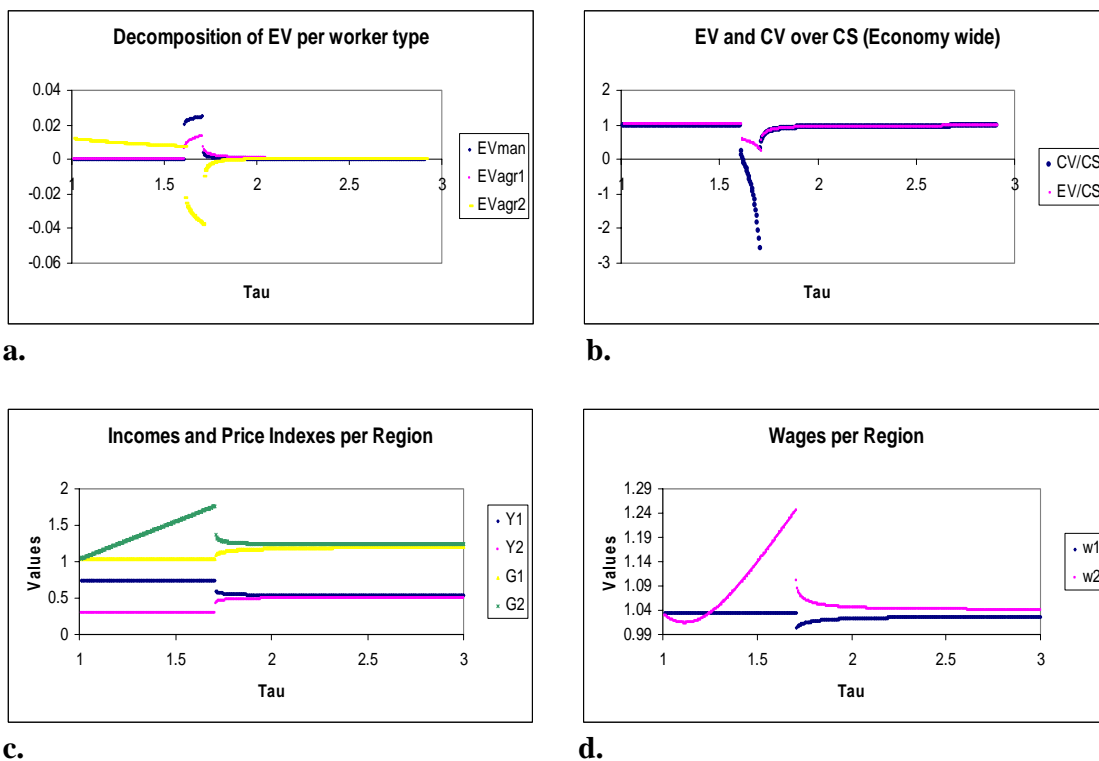 Decomposition of EV per worker type
0.04
0.02
0
-0.02
-0.04
-0.06
1 1.5 2 2.5 3
Tau
EVman
EVagr1
EVagr2
a.
EV and CV over CS (Economy wide)
2
1
0
-1
-2
-3
1 1.5 2 2.5 3
Tau
CV/CS
EV/CS
b.
Incomes and Price Indexes per Region
Values
2
1.5
1
0.5
0
1 1.5 2 2.5 3
Tau
Y1
Y2
G1
G2
c.
Wages per Region
Values
1.29
1.24
1.19
1.14
1.09
1.04
0.99
1 1.5 2 2.5 3
Tau
w1
w2
d.